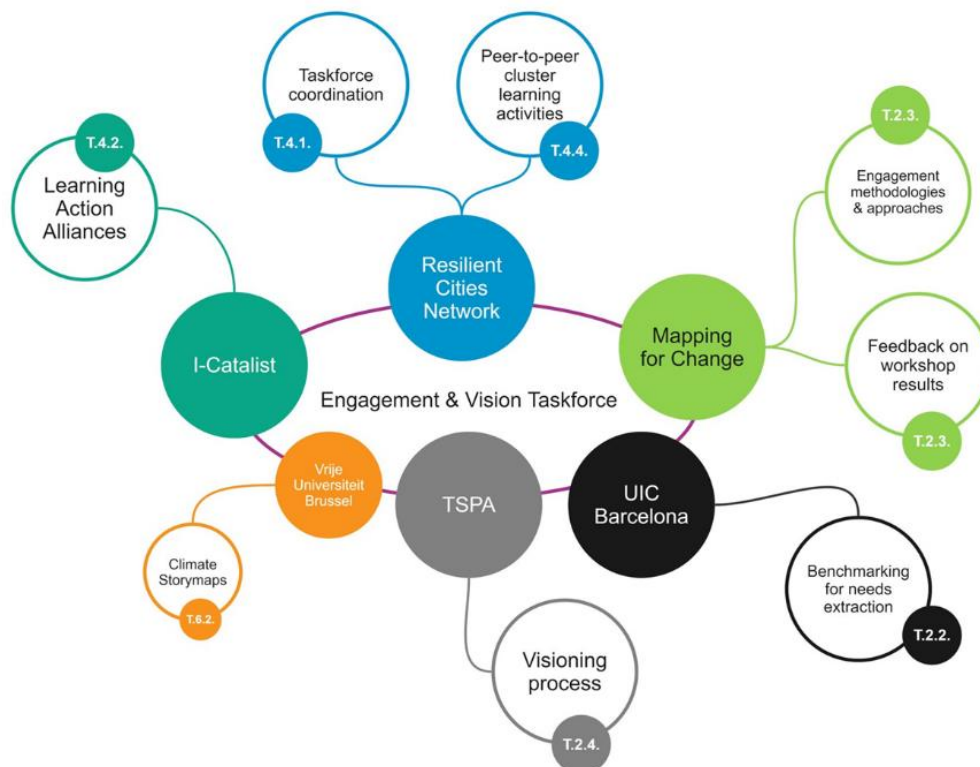 Taskforce
coordination
T.4.1.
Peer-to-peer
cluster
learning
activities
T.4.4.
T.2.3.
Engagement
methodologies
& approaches
T.4.2.
Learning
Action
Alliances
Resilient
Cities
Network
Mapping
for Change
I-Catalist
Feedback on
workshop
results
T.2.3.
Engagement & Vision Taskforce
Vrije
Universiteit
Brussel
TSPA
UIC
Barcelona
Climate
Storymaps
T.6.2.
Benchmarking
for needs
extraction
T.2.2.
Visioning
process
T.2.4.